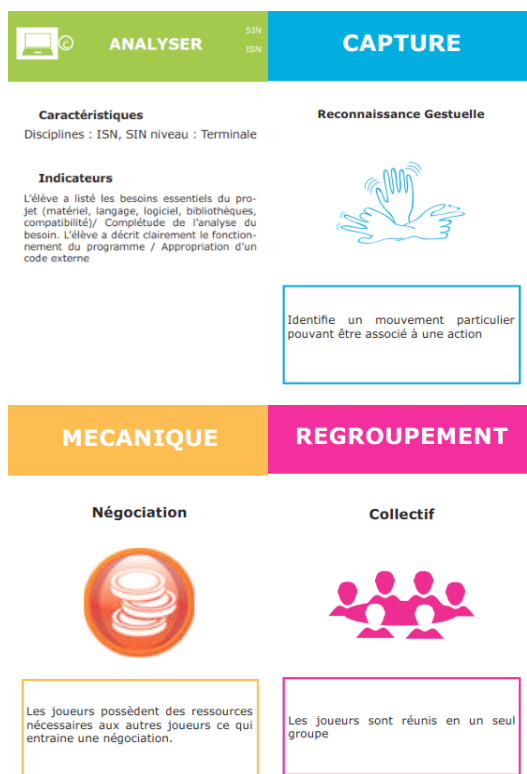 © ANALYSER
SIN
ISN
Caractéristiques
Disciplines : ISN, SIN niveau : Terminale
Indicateurs
L'élève a listé les besoins essentiels du pro-
jet (matériel, langage, logiciel, bibliothèques,
compatibilité)/ Complétude de l'analyse du
besoin. L'élève a décrit clairement le fonction-
nement du programme / Appropriation d'un
code externe
CAPTURE
Reconnaissance Gestuelle
Identifie un mouvement particulier
pouvant être associé à une action
MECANIQUE
Négociation
Les joueurs possèdent des ressources
nécessaires aux autres joueurs ce qui
entraine une négociation.
REGROUPEMENT
Collectif
Les joueurs sont réunis en un seul
groupe